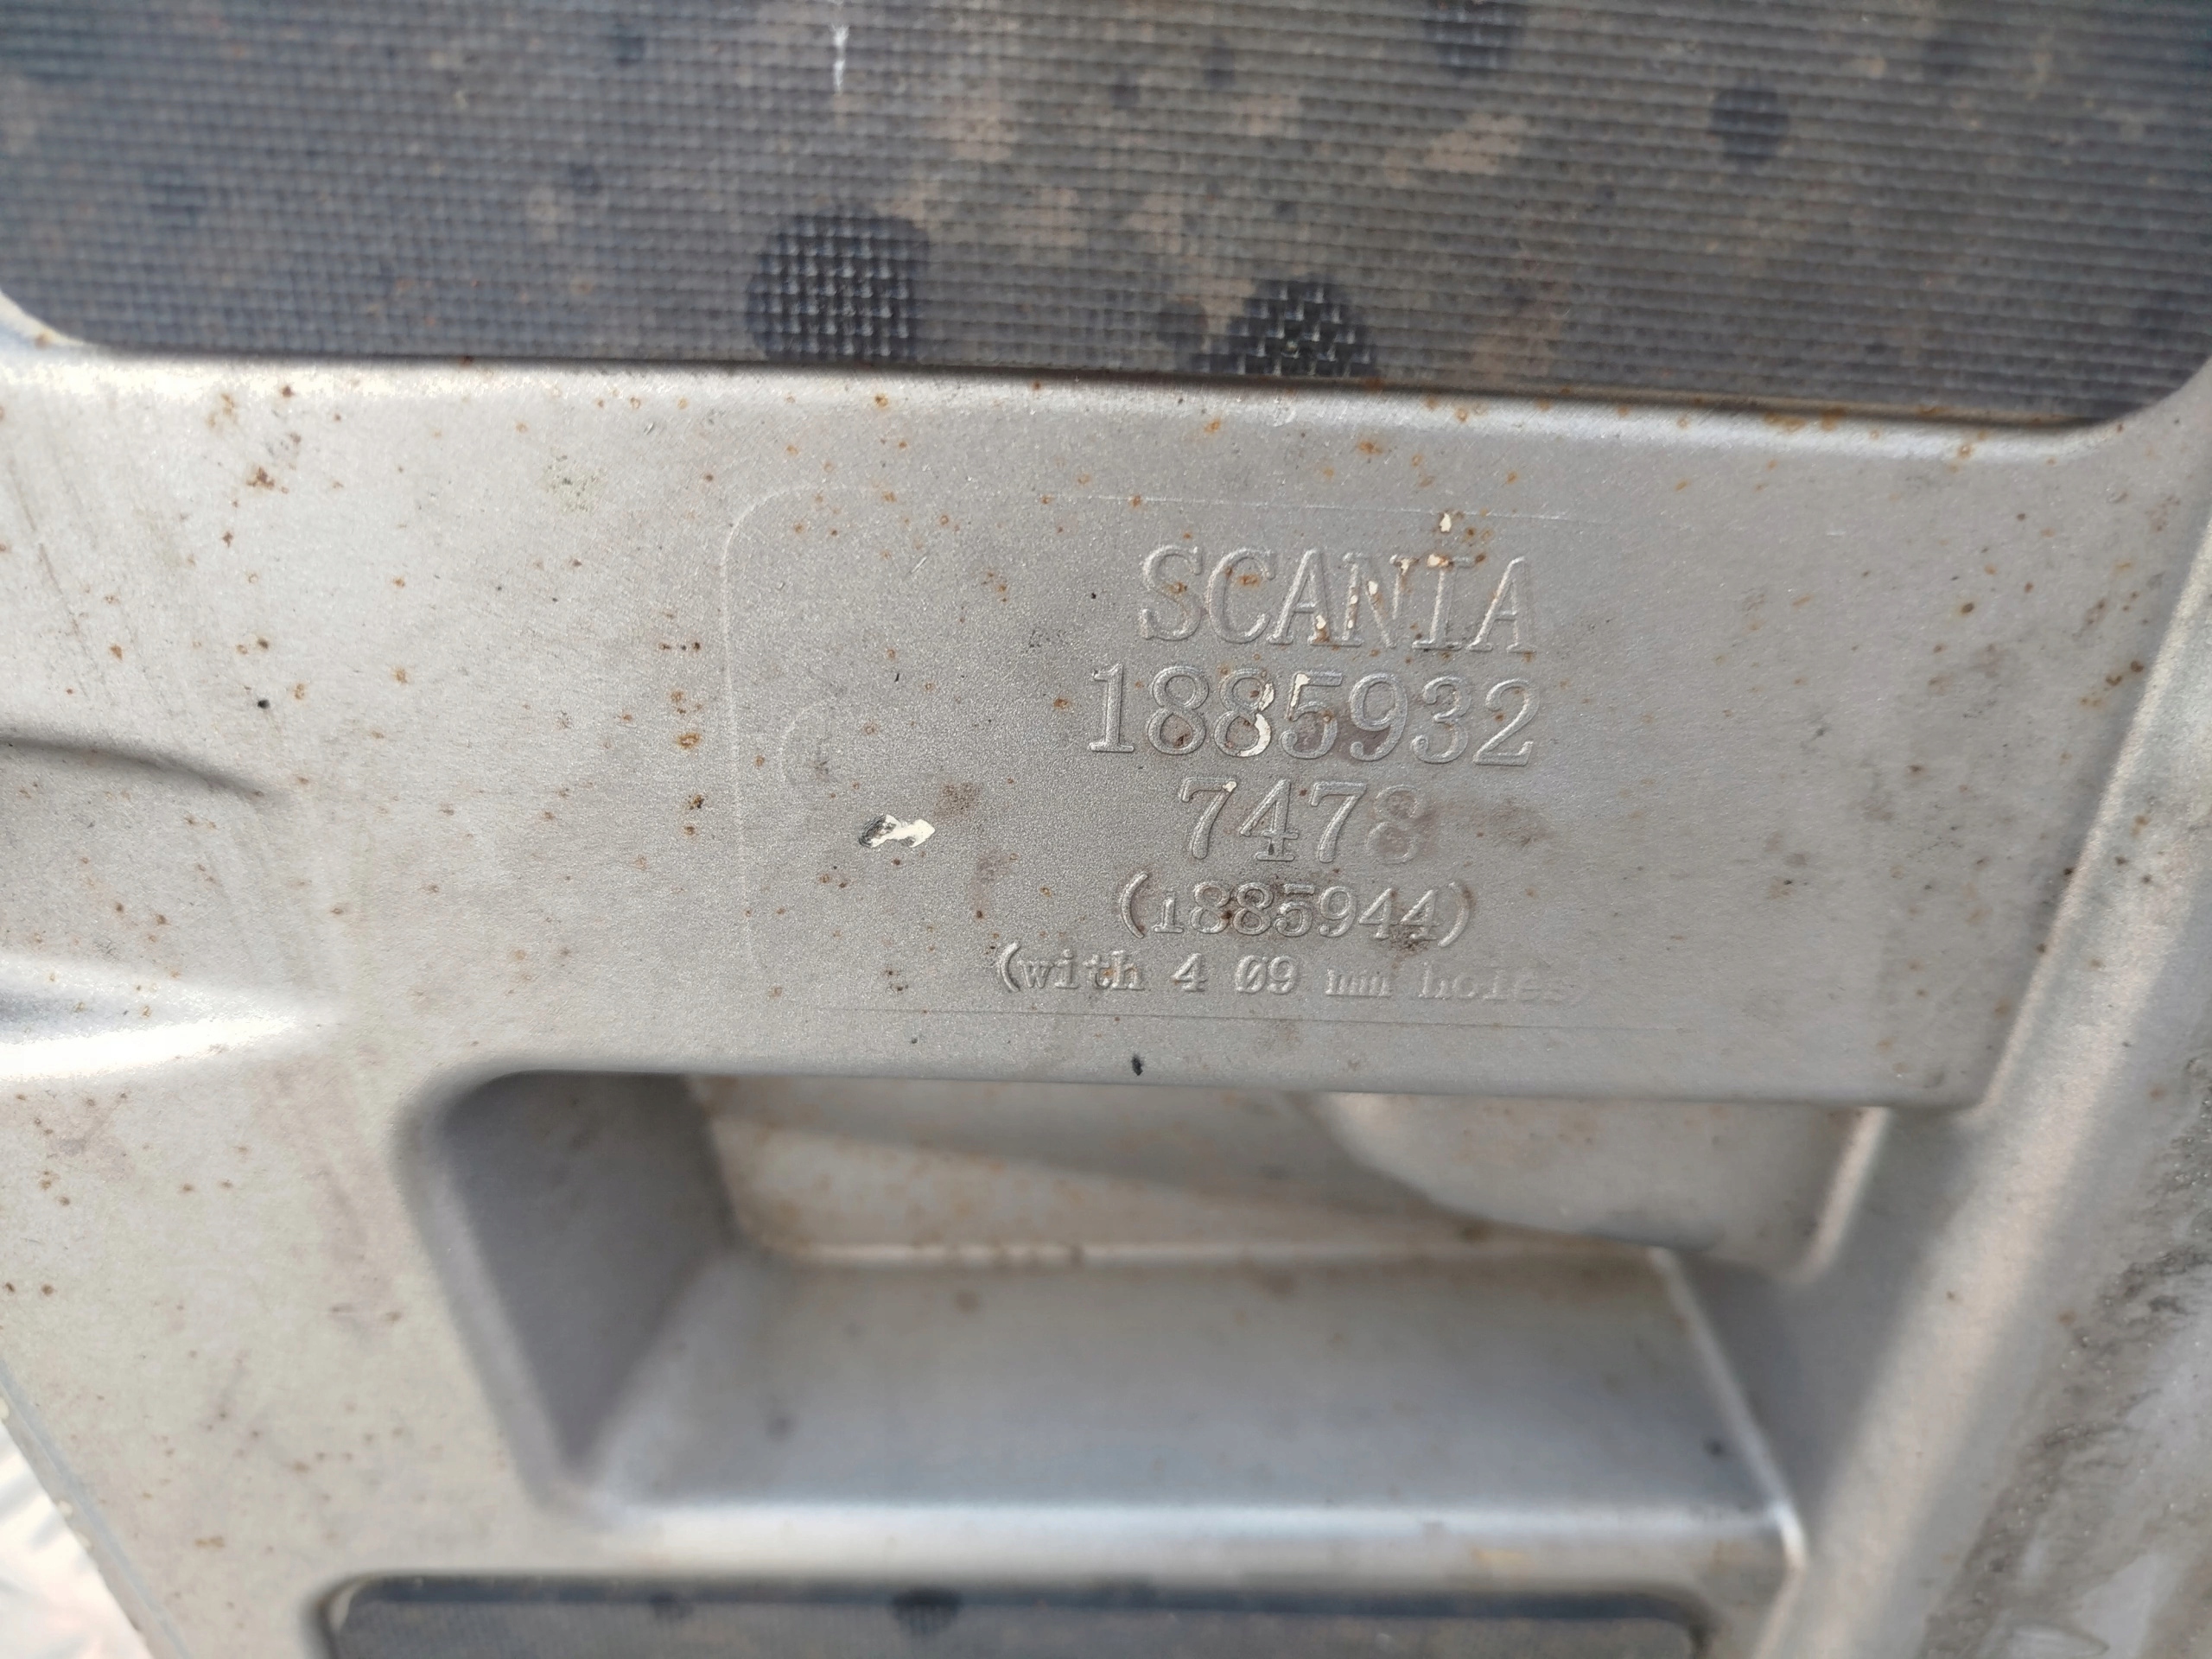 SCANIA
1885932
7478
(1885944)
(with 4 Ø9 mm holes)